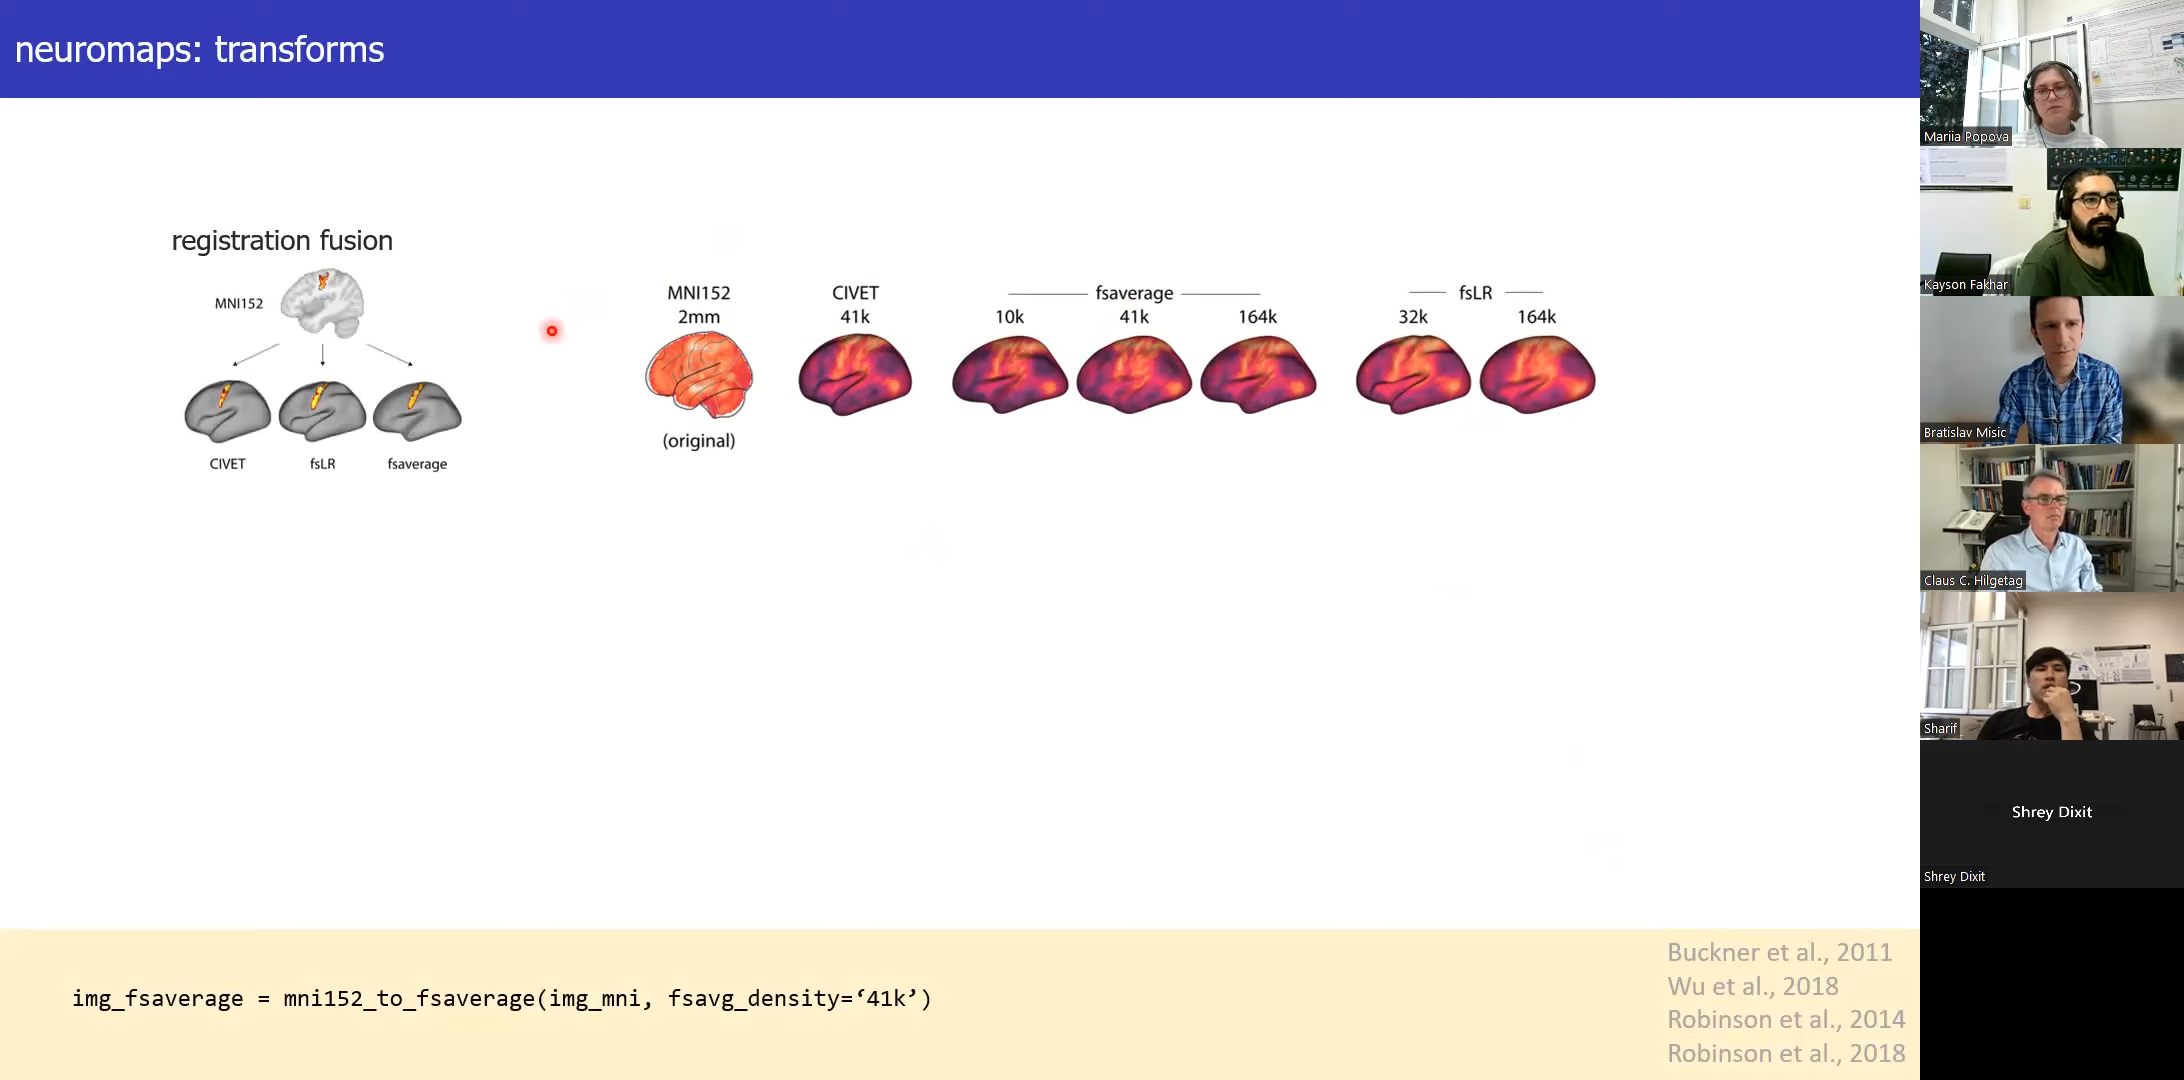 neuromaps: transforms
registration fusion
MNI152
CIVET fsLR fsaverage
MNI152 CIVET fsaverage fsLR
2mm 41k 10k 41k 164k 32k 164k
(original)
img_fsaverage = mni152_to_fsaverage(img_mni, fsavg_density=‘41k’)
Buckner et al., 2011
Wu et al., 2018
Robinson et al., 2014
Robinson et al., 2018
Mariia Popova
Kayson Fakhar
Bratislav Misic
Claus C. Hilgetag
Sharif
Shrey Dixit
Shrey Dixit